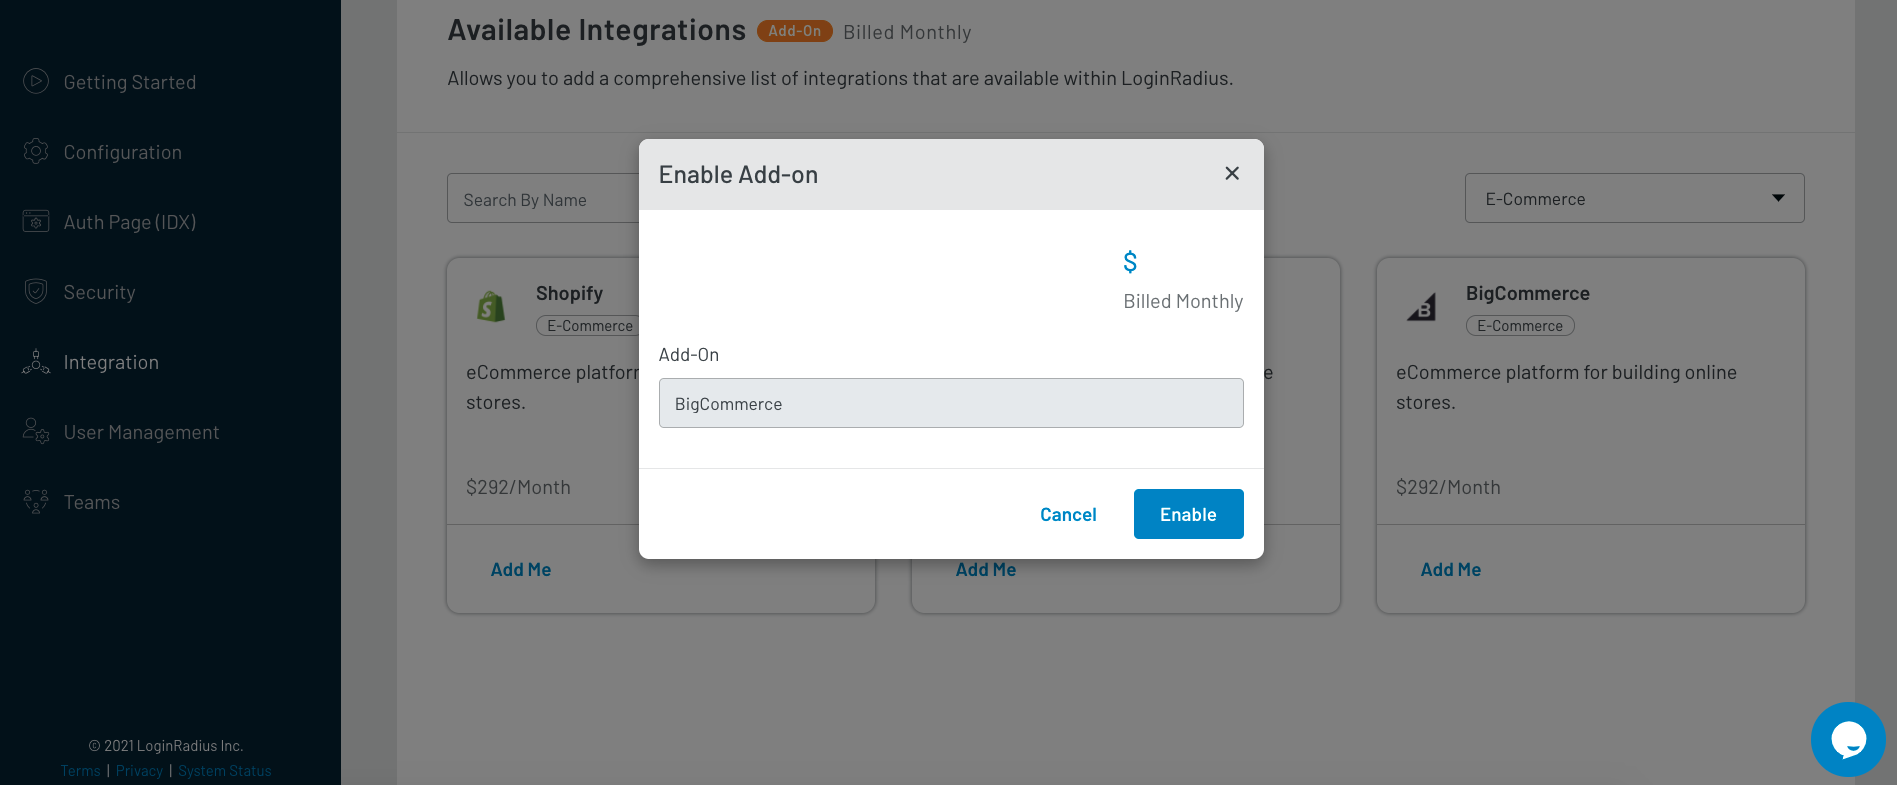 Available Integrations Add-On Billed Monthly
Allows you to add a comprehensive list of integrations that are available within LoginRadius.
Getting Started
Configuration
Auth Page (IDX)
Security
Integration
User Management
Teams
© 2021 LoginRadius Inc.
Terms | Privacy | System Status
Search By Name
E-Commerce
Shopify
E-Commerce
eCommerce platfor
stores.
$292/Month
Add Me
e
Add Me
BigCommerce
E-Commerce
eCommerce platform for building online
stores.
$292/Month
Add Me
Enable Add-on
$
Billed Monthly
Add-On
BigCommerce
Cancel
Enable